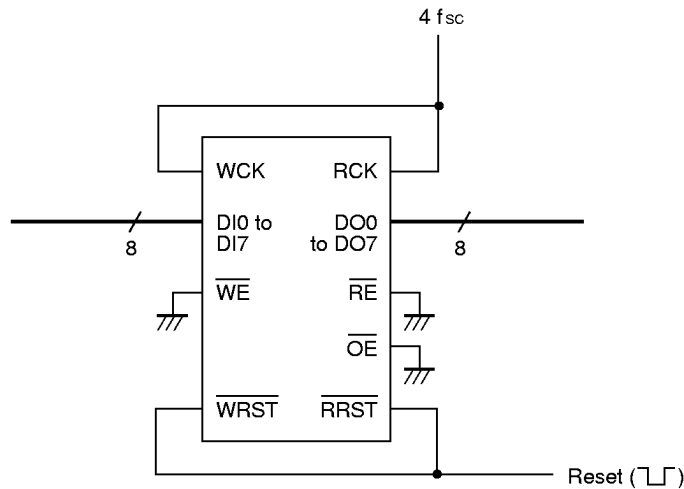 4 fsc
WCK
RCK
DI0 to
DI7
DO0
to DO7
8
8
WE
RE
OE
WRST
RRST
Reset ( )